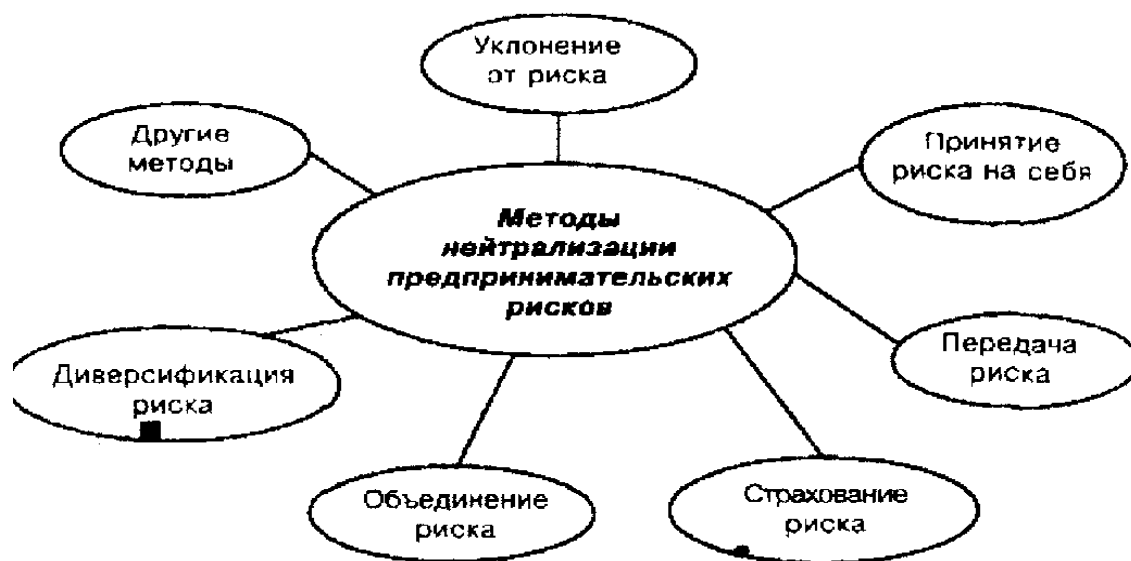 Уклонение
от риска
Другие
методы
Принятие
риска на себя
Методы
нейтрализации
предпринимательских
рисков
Передача
риска
Диверсификация
риска
Объединение
риска
Страхование
риска